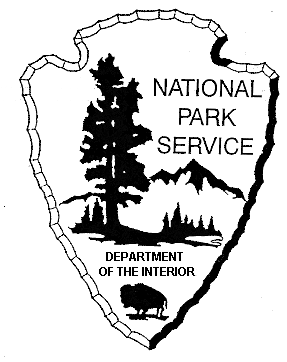 NATIONAL
PARK
SERVICE
DEPARTMENT
OF THE INTERIOR